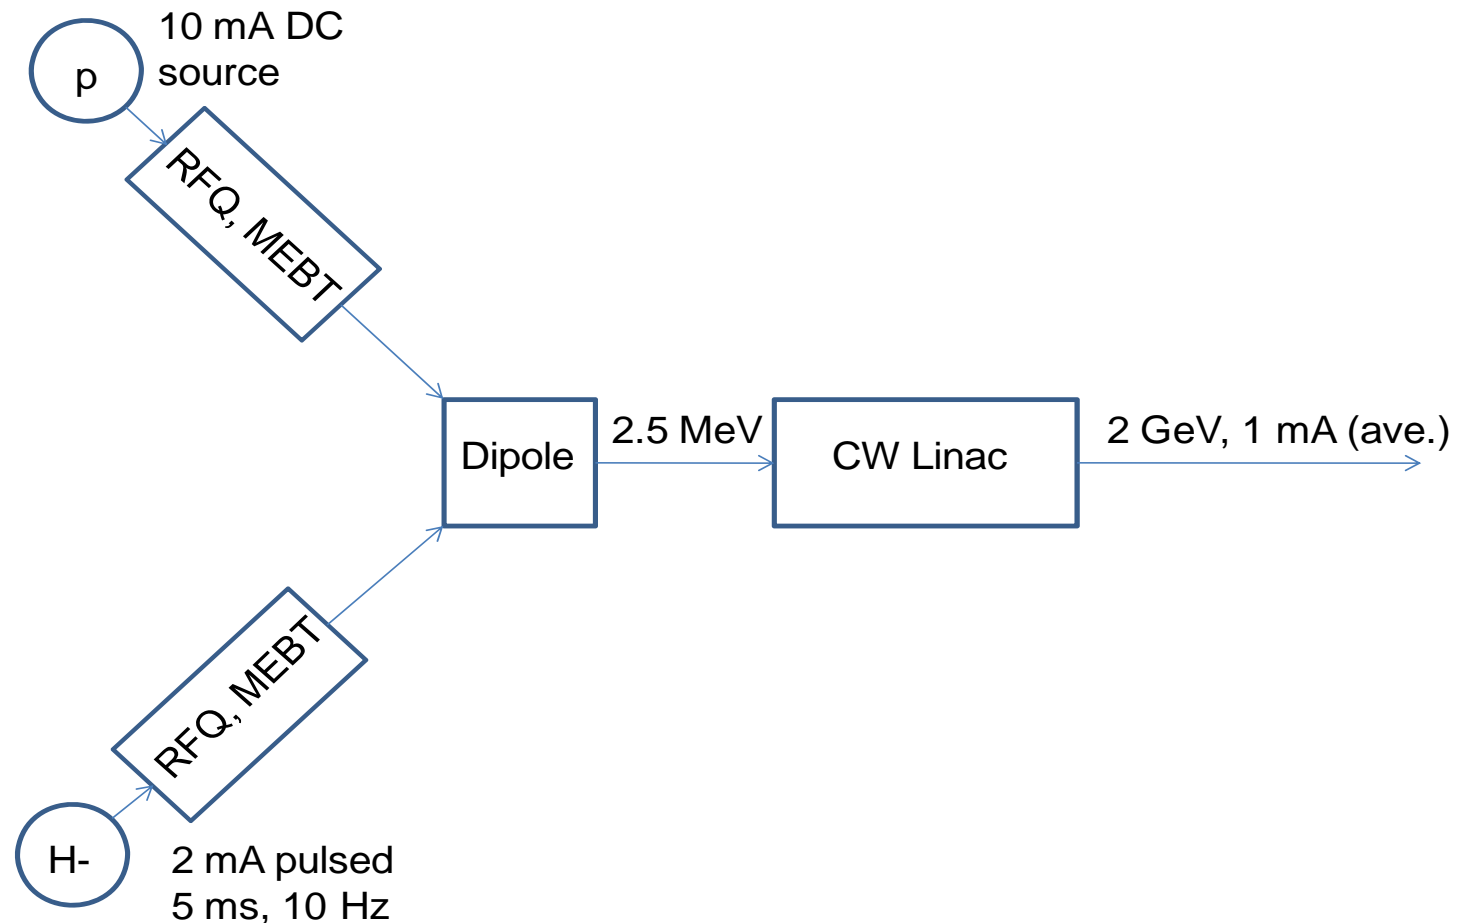 10 mA DC
source
p
RFQ, MEBT
Dipole
2.5 MeV
CW Linac
2 GeV, 1 mA (ave.)
RFQ, MEBT
H-
2 mA pulsed
5 ms, 10 Hz